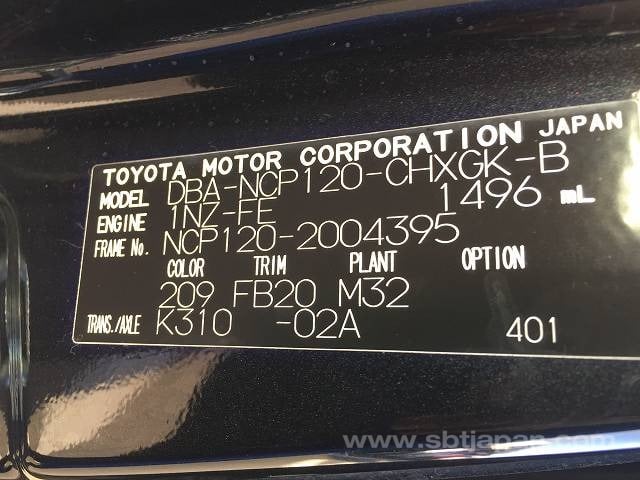 TOYOTA MOTOR CORPORATION JAPAN
MODEL DBA-NCP120-CHXGK-B
ENGINE 1NZ-FE 1496 mL
FRAME No. NCP120-2004395
COLOR TRIM PLANT OPTION
209 FB20 M32
TRANS./AXLE K310 -02A 401
www.sbtjapan.com